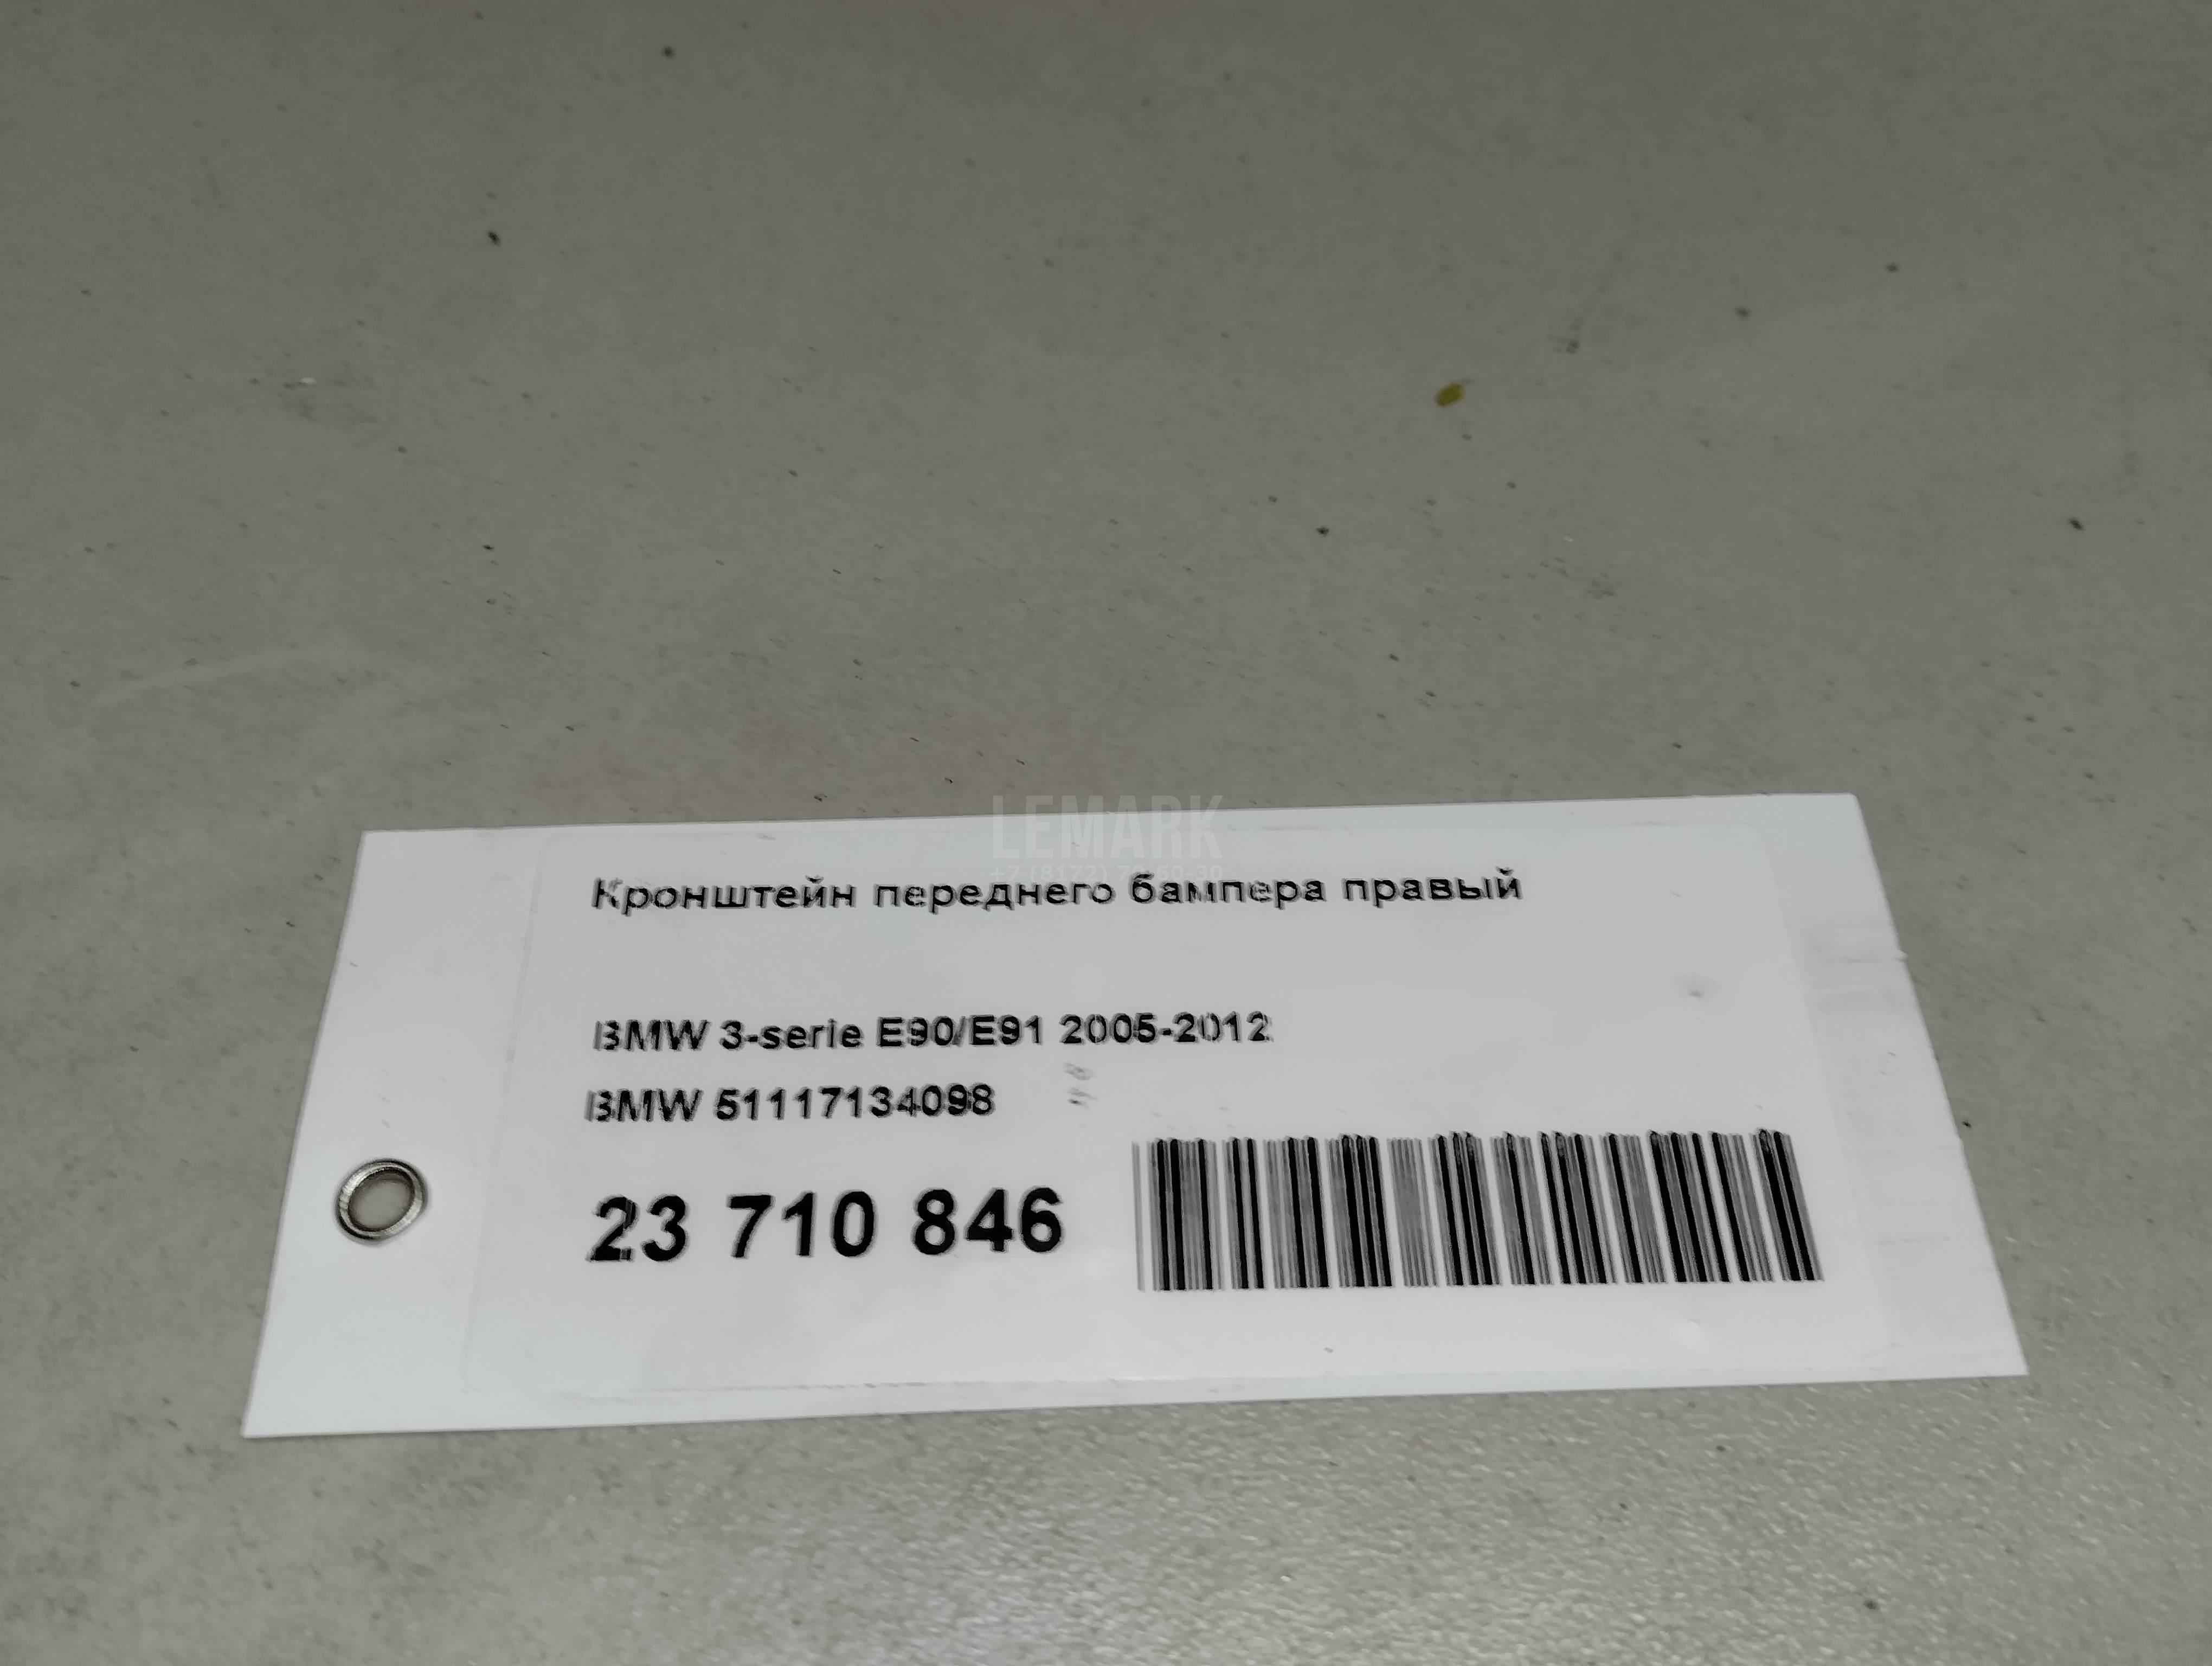 LEMARK
Кронштейн переднего бампера правый
BMW 3-serie E90/E91 2005-2012
BMW 51117134098
23 710 846